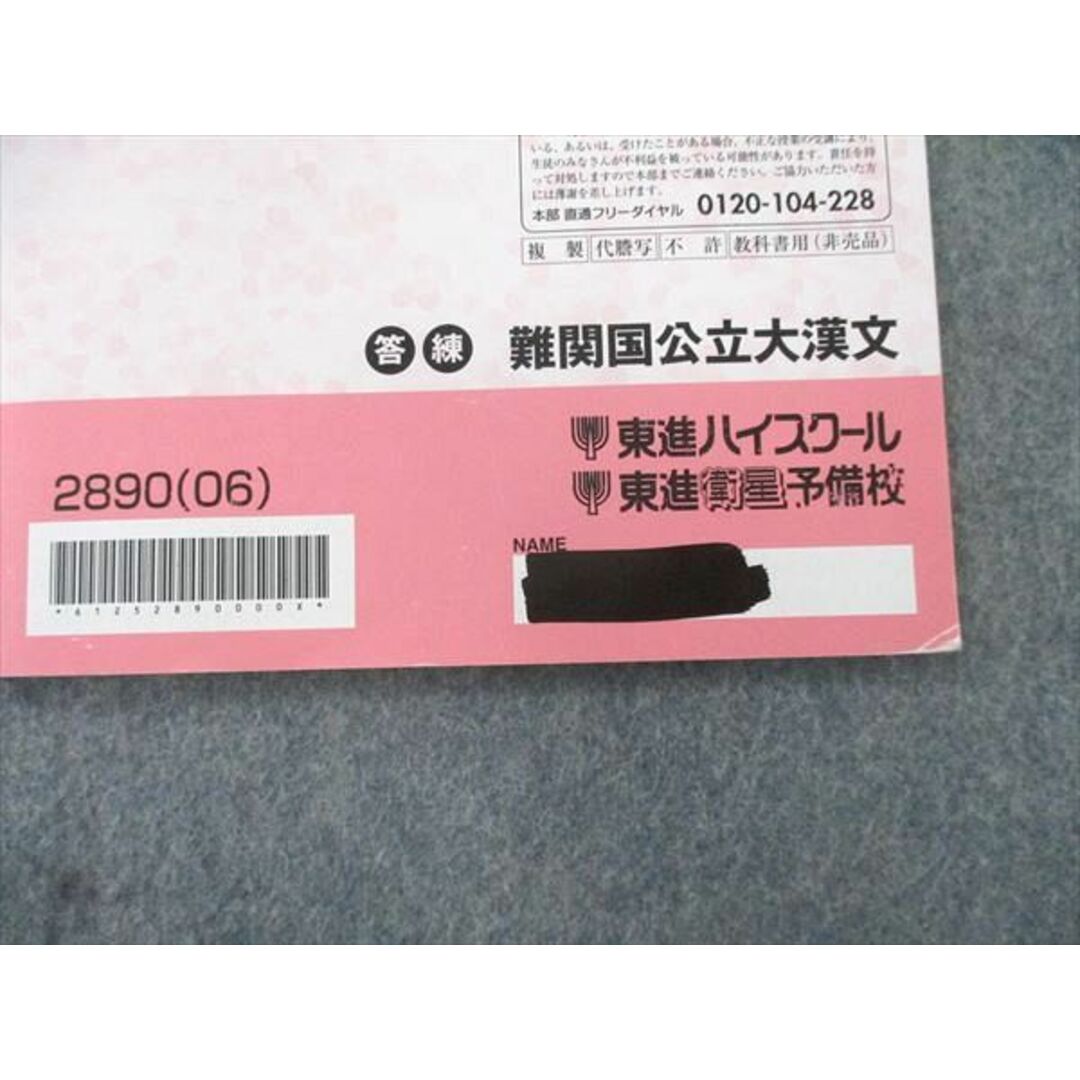 いる、あるいは、受けたことがある場合、不正な授業の受講により、
生徒のみなさんが不利益を被っている可能性があります。責任を持
って対処しますので本部までご連絡ください。ご協力いただいた方
には薄謝を差し上げます。
本部 直通フリーダイヤル 0120-104-228
複 製 代謄写 不 許 教科書用(非売品)
答 練 難関国公立大漢文
東進ハイスクール
東進衛星予備校
2890(06)
*61252890000X*
NAME